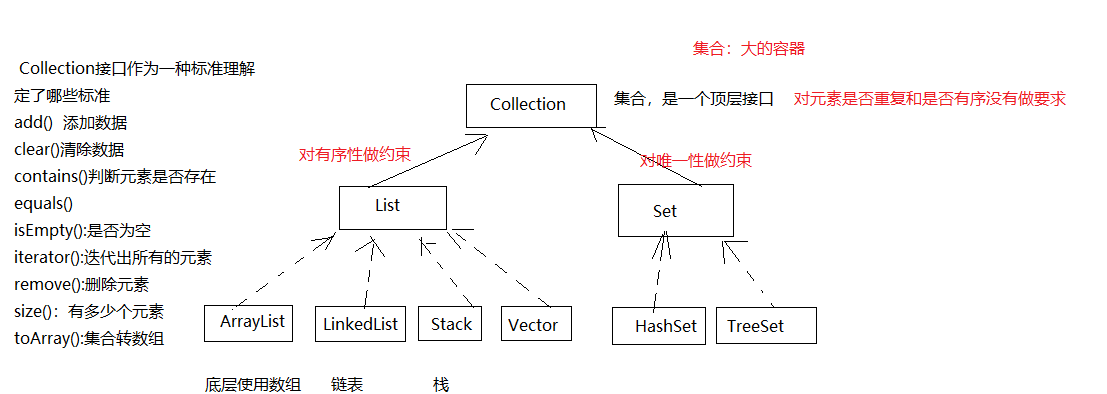 集合：大的容器
Collection接口作为一种标准理解
定了哪些标准
add()  添加数据
clear()清除数据
contains()判断元素是否存在
equals()
isEmpty():是否为空
iterator():迭代出所有的元素
remove():删除元素
size()：有多少个元素
toArray():集合转数组
Collection
集合，是一个顶层接口
对元素是否重复和是否有序没有做要求
对有序性做约束
对唯一性做约束
List
Set
ArrayList
LinkedList
Stack
Vector
HashSet
TreeSet
底层使用数组
链表
栈